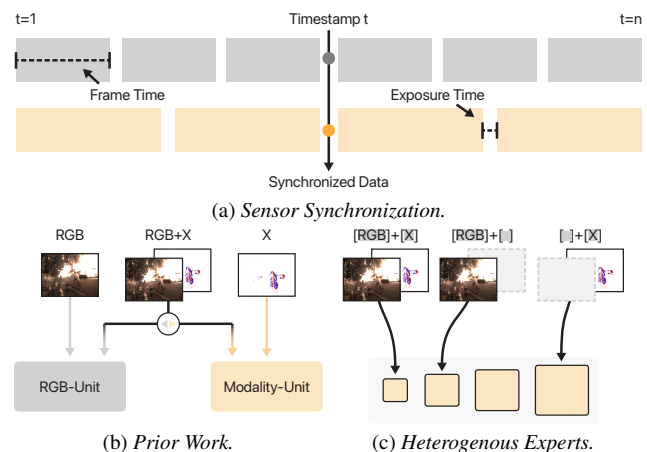 t=1 Timestamp t t=n
Frame Time Exposure Time
Synchronized Data
(a) Sensor Synchronization.
RGB RGB+X X [RGB]+[X] [RGB]+[ ] [ ]+[X]
RGB-Unit Modality-Unit
(b) Prior Work. (c) Heterogenous Experts.